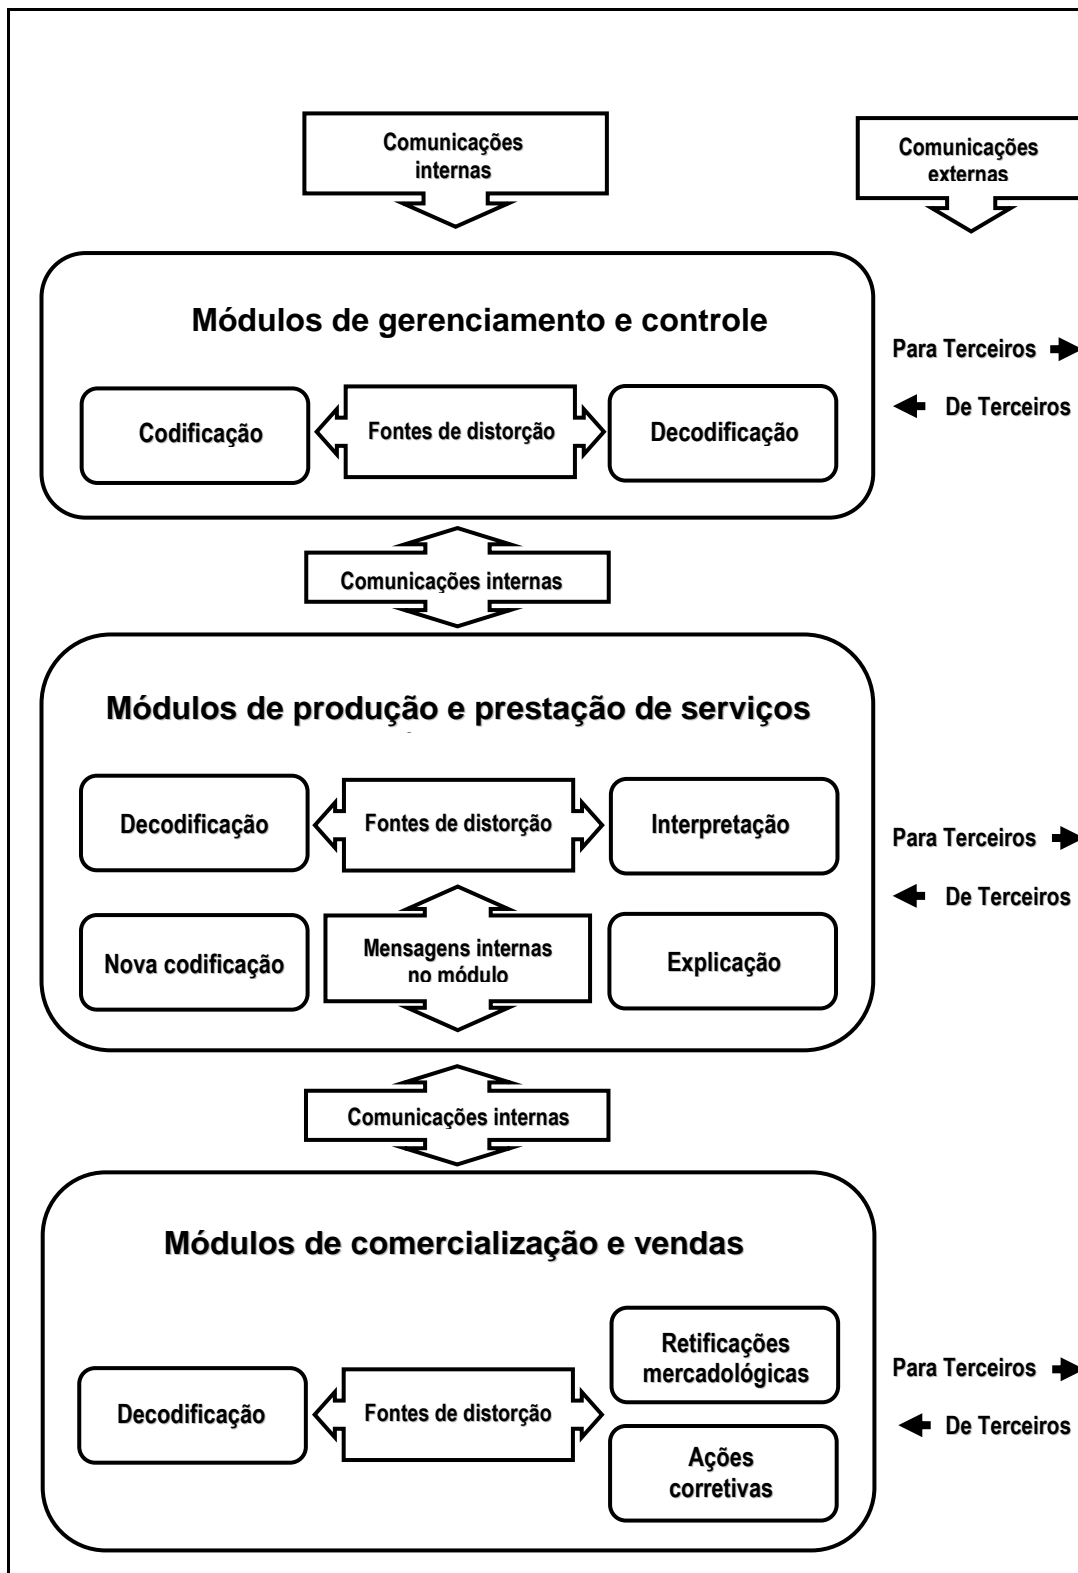 Comunicações
internas
Comunicações
externas
Módulos de gerenciamento e controle
Para Terceiros
De Terceiros
Codificação
Fontes de distorção
Decodificação
Comunicações internas
Módulos de produção e prestação de serviços
Decodificação
Fontes de distorção
Interpretação
Para Terceiros
De Terceiros
Nova codificação
Mensagens internas
no módulo
Explicação
Comunicações internas
Módulos de comercialização e vendas
Retificações
mercadológicas
Para Terceiros
Decodificação
Fontes de distorção
De Terceiros
Ações
corretivas